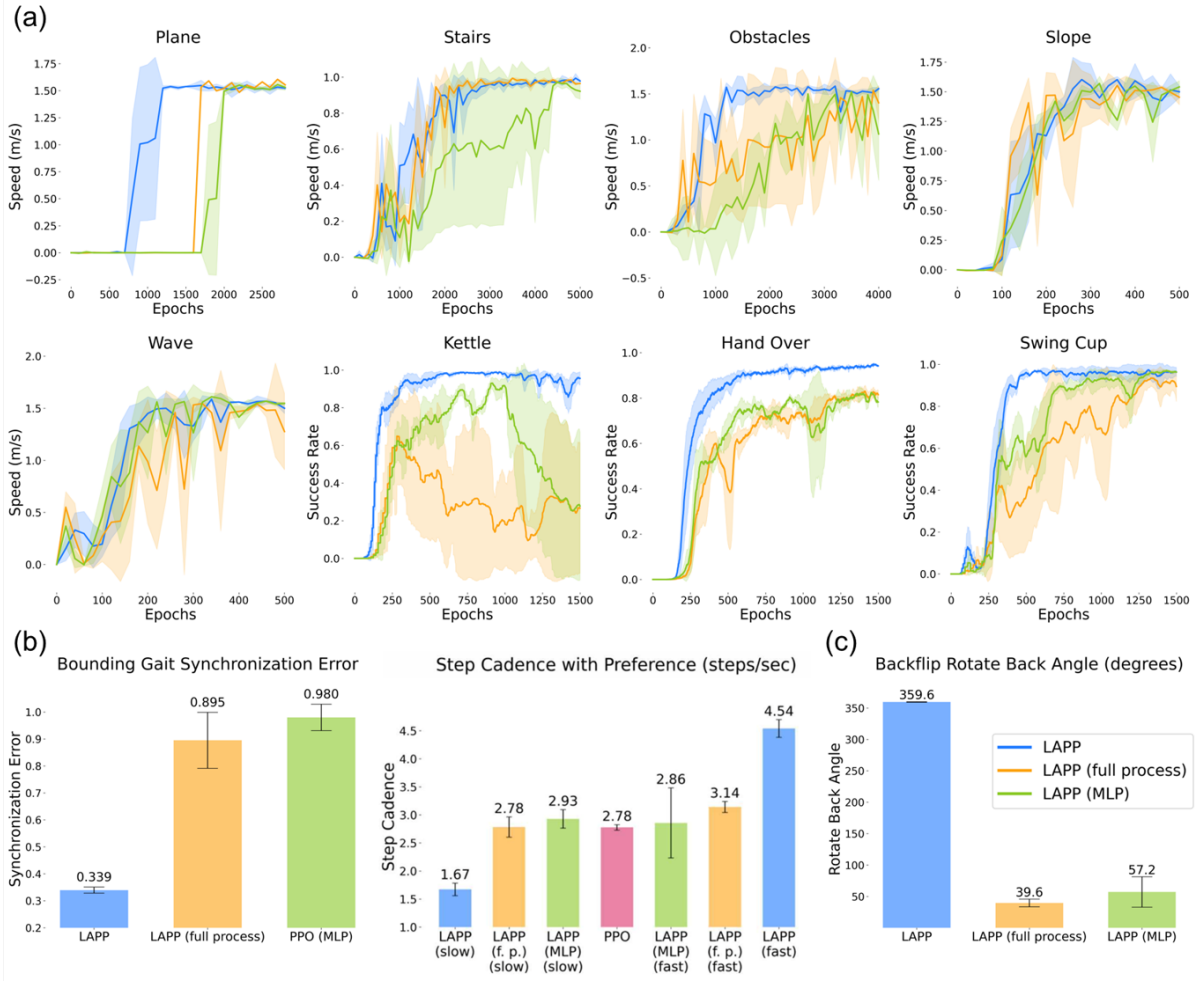 (a)
Plane
Stairs
Obstacles
Slope
Speed (m/s)
1.75
1.50
1.25
1.00
0.75
0.50
0.25
0.00
−0.25
0 500 1000 1500 2000 2500
Epochs
Speed (m/s)
1.0
0.8
0.6
0.4
0.2
0.0
0 1000 2000 3000 4000 5000
Epochs
Speed (m/s)
2.0
1.5
1.0
0.5
0.0
−0.5
0 1000 2000 3000 4000
Epochs
Speed (m/s)
1.75
1.50
1.25
1.00
0.75
0.50
0.25
0.00
0 100 200 300 400 500
Epochs
Wave
Kettle
Hand Over
Swing Cup
Speed (m/s)
2.0
1.5
1.0
0.5
0.0
0 100 200 300 400 500
Epochs
Success Rate
1.0
0.8
0.6
0.4
0.2
0.0
0 250 500 750 1000 1250 1500
Epochs
Success Rate
1.0
0.8
0.6
0.4
0.2
0.0
0 250 500 750 1000 1250 1500
Epochs
Success Rate
1.0
0.8
0.6
0.4
0.2
0.0
0 250 500 750 1000 1250 1500
Epochs
(b)
Bounding Gait Synchronization Error
Synchronization Error
1.0
0.9
0.8
0.7
0.6
0.5
0.4
0.3
0.2
0.339
0.895
0.980
LAPP
LAPP (full process)
PPO (MLP)
Step Cadence with Preference (steps/sec)
Step Cadence
4.5
4.0
3.5
3.0
2.5
2.0
1.5
1.0
1.67
2.78
2.93
2.78
2.86
3.14
4.54
LAPP
(slow)
LAPP
(f. p.)
(slow)
LAPP
(MLP)
(slow)
PPO
LAPP
(MLP)
(fast)
LAPP
(f. p.)
(fast)
LAPP
(fast)
(c)
Backflip Rotate Back Angle (degrees)
Rotate Back Angle
350
300
250
200
150
100
50
359.6
39.6
57.2
LAPP
LAPP (full process)
LAPP (MLP)
LAPP
LAPP (full process)
LAPP (MLP)